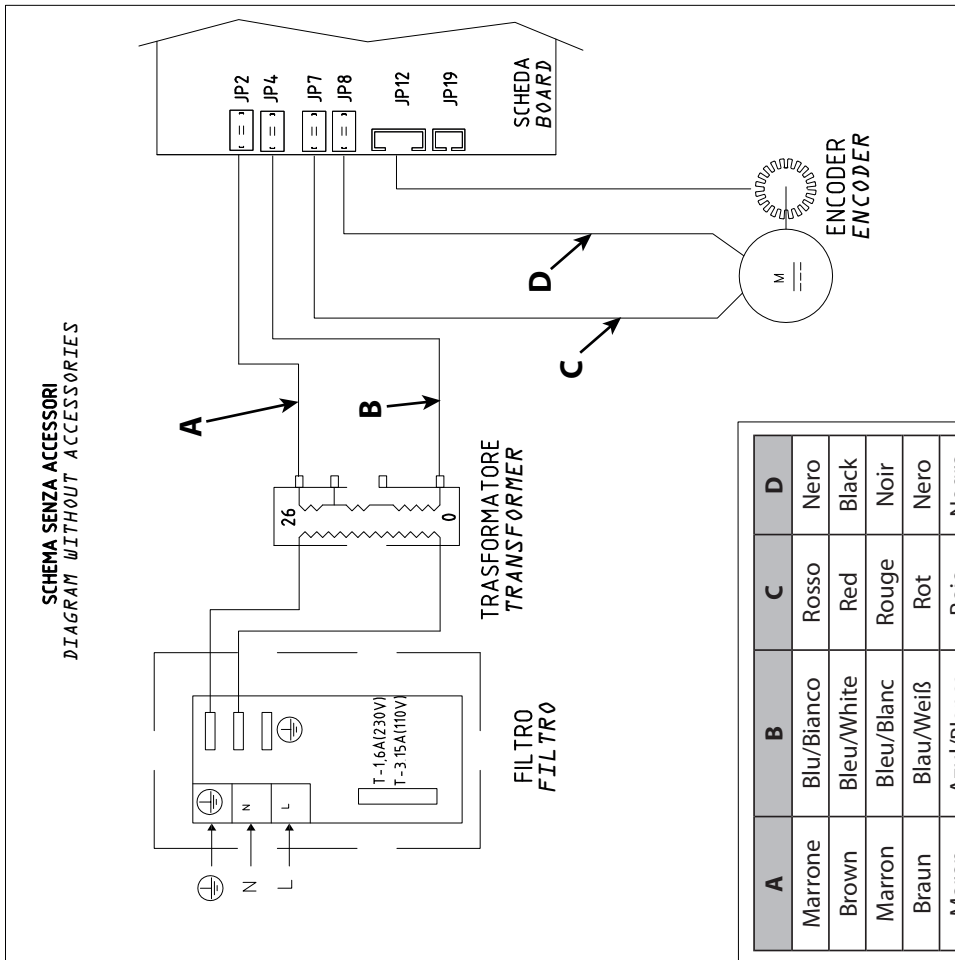 SCHEMA SENZA ACCESSORI
DIAGRAM WITHOUT ACCESSORIES
JP2
JP4
JP7
JP8
JP12
JP19
SCHEDA
BOARD
A
B
C
D
ENCODER
ENCODER
M
26
0
TRASFORMATORE
TRANSFORMER
T-1,6A(230V)
T-3.15A(110V)
N
L
N
L
FILTRO
FILTRO
A B C D
Marrone Blu/Bianco Rosso Nero
Brown Bleu/White Red Black
Marron Bleu/Blanc Rouge Noir
Braun Blau/Weiß Rot Nero